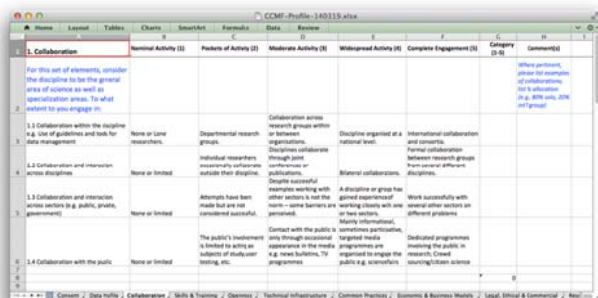 CCMF-Profile-140319.xlsx
Home Layout Tables Charts SmartArt Formulas Data Review
A B C D E F G H I
1 1. Collaboration
Nominal Activity (1)
Pockets of Activity (2)
Moderate Activity (3)
Widespread Activity (4)
Complete Engagement (5)
Category
(1-5)
Comment(s)
2
For this set of elements, consider
the discipline to be the general
area of science as well as
specialization areas. To what
extent to you engage in:
Where pertinent,
please list examples
of collaborations;
list % allocation
(e.g. 80% solo, 20%
int'l group)
3
1.1 Collaboration within the discipline
e.g. Use of guidelines and tools for
data management
None or Lone
researchers.
Departmental research
groups.
Collaboration across
research groups within
or between
organisations.
Discipline organised at a
national level.
International collaboration
and consortia.
4
1.2 Collaboration and interaction
across disciplines
None or limited
Individual researchers
occasionally collaborate
outside their discipline.
Disciplines collaborate
through joint
conferences or
publications.
Bilateral collaborations.
Formal collaboration
between research groups
from several different
disciplines.
5
1.3 Collaboration and interaction
across sectors (e.g. public, private,
government)
None or limited
Attempts have been
made but are not
considered successful.
Despite successful
examples working with
other sectors is not the
norm – some barriers are
perceived.
A discipline or group has
gained experience of
working closely with one
or two sectors.
Work successfully with
several other sectors on
different problems
6
1.4 Collaboration with the public
None or limited
The public's involvement
is limited to acting as
subjects of study, user
testing, etc.
Contact with the public is
only through occasional
appearance in the media
e.g. news bulletins, TV
programmes
Mainly informational,
sometimes participative,
targeted media
programmes are
organised to engage the
public e.g. science fairs
Dedicated programmes
involving the public in
research; Crowd
sourcing/citizen science
7
8
0
9
Consent Data Profile Collaboration Skills & Training Openness Technical Infrastructure Common Practices Economic & Business Models Legal, Ethical & Commercial